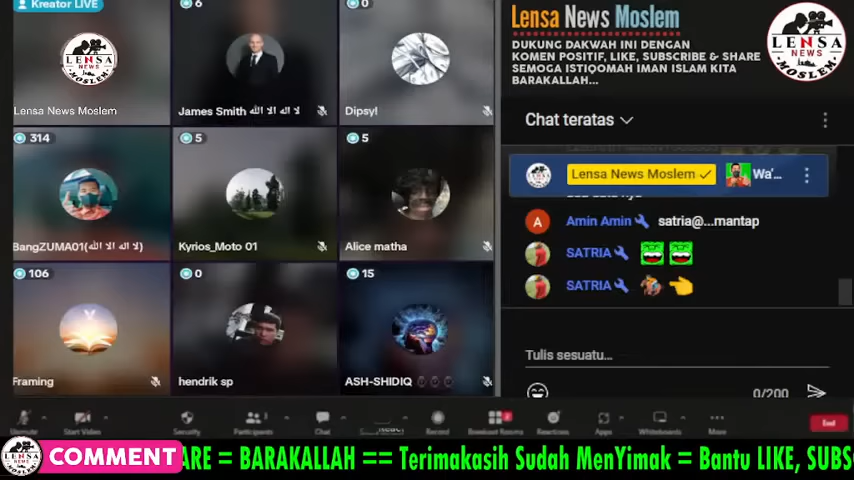 Kreator LIVE
6
0
LENSA
NEWS
MOSLEM
Lensa News Moslem
James Smith لا اله الا الله
Dipsy!
314
5
5
BangZUMA01(لا اله الا الله)
Kyrios_Moto 01
Alice matha
106
0
15
Framing
hendrik sp
ASH-SHIDIQ
Lensa News Moslem
DUKUNG DAKWAH INI DENGAN
KOMEN POSITIF, LIKE, SUBSCRIBE & SHARE
SEMOGA ISTIQOMAH IMAN ISLAM KITA
BARAKALLAH...
LENSA
NEWS
MOSLEM
Chat teratas
Lensa News Moslem Wa'...
A Amin Amin satria@...mantap
SATRIA
SATRIA
Tulis sesuatu...
0/200
Unmute
Start Video
Security
Participants
Chat
Record
Breakout Rooms
Reactions
Apps
Whiteboards
More
End
LENSA
NEWS
MOSLEM
COMMENT
ARE = BARAKALLAH == Terimakasih Sudah MenYimak = Bantu LIKE, SUBS